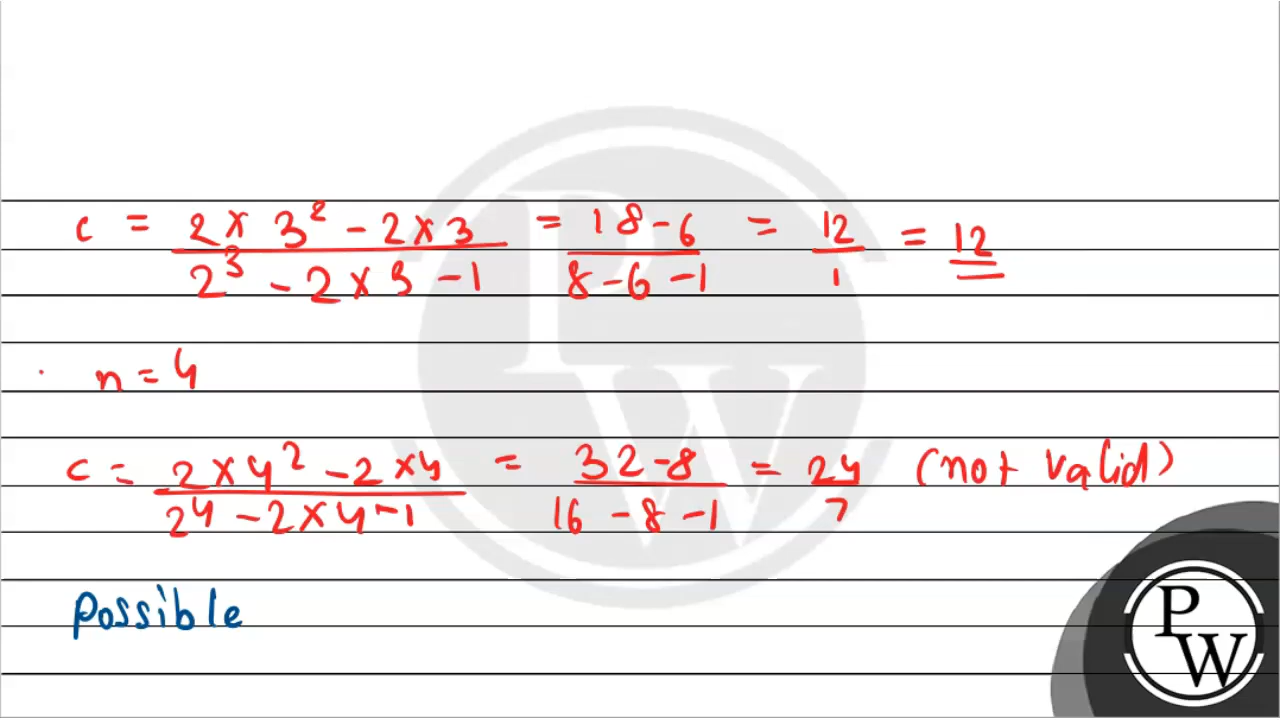 c = 2 × 3² - 2 × 3 / 2³ - 2 × 3 - 1 = 18 - 6 / 8 - 6 - 1 = 12 / 1 = 12
n = 4
c = 2 × 4² - 2 × 4 / 2⁴ - 2 × 4 - 1 = 32 - 8 / 16 - 8 - 1 = 24 / 7 (not valid)
Possible
P
W
P
W